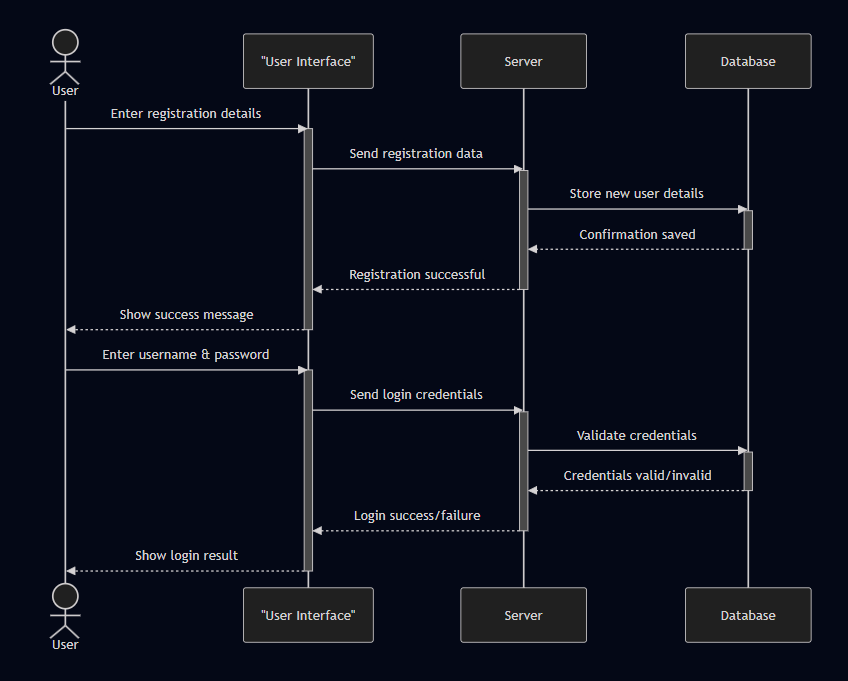 "User Interface"
Server
Database
User
Enter registration details
Send registration data
Store new user details
Confirmation saved
Registration successful
Show success message
Enter username & password
Send login credentials
Validate credentials
Credentials valid/invalid
Login success/failure
Show login result
"User Interface"
Server
Database
User